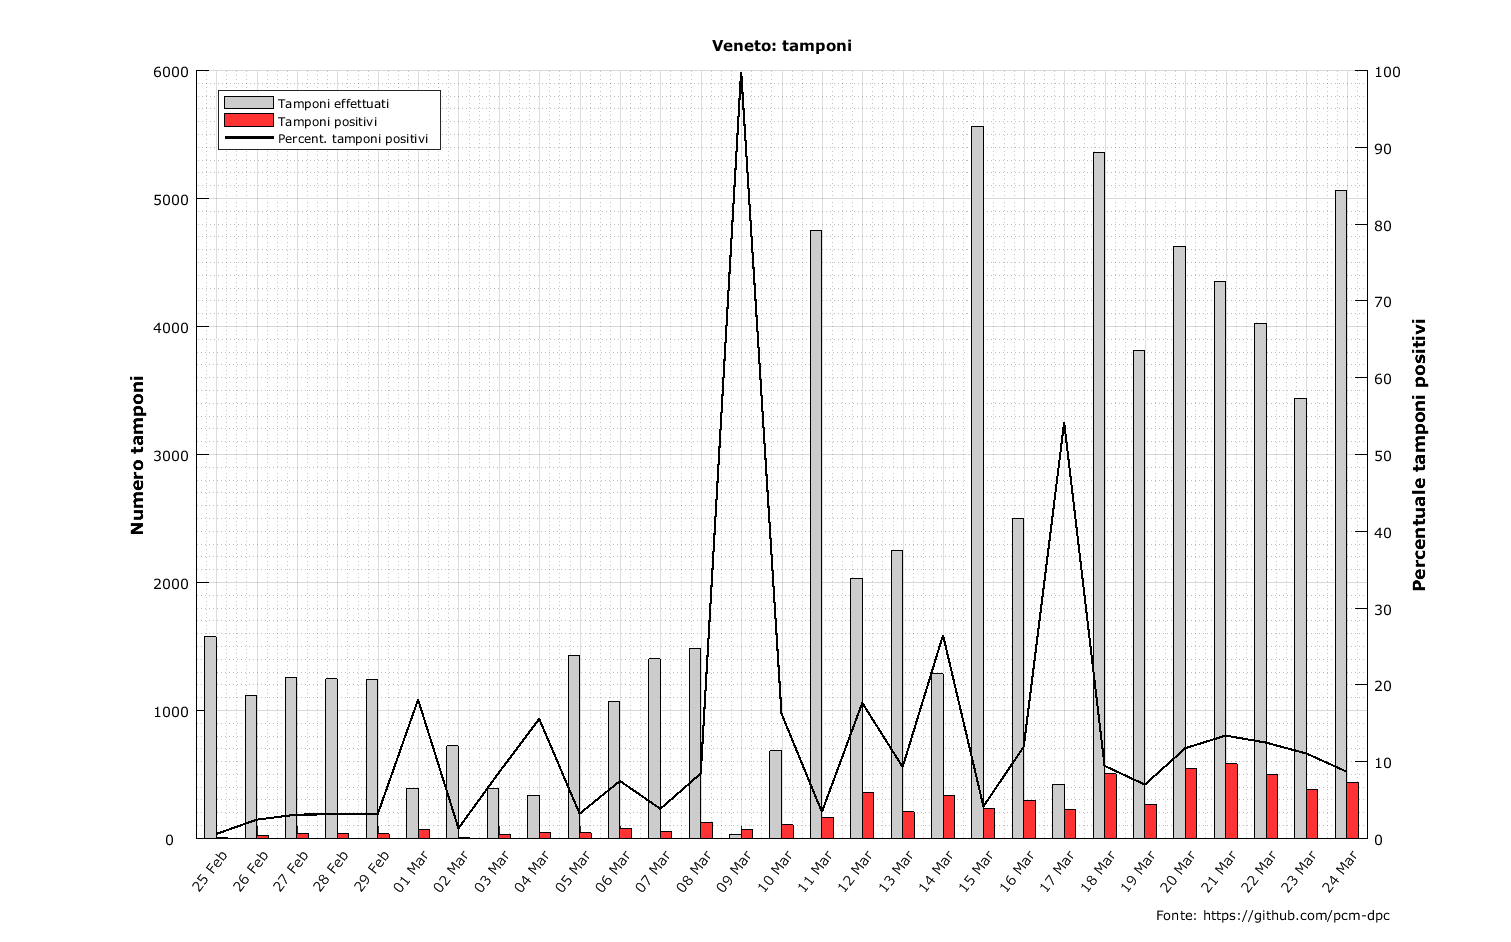 Veneto: tamponi
6000
5000
4000
3000
2000
1000
0
Numero tamponi
Tamponi effettuati
Tamponi positivi
Percent. tamponi positivi
100
90
80
70
60
50
40
30
20
10
0
Percentuale tamponi positivi
25 Feb
26 Feb
27 Feb
28 Feb
29 Feb
01 Mar
02 Mar
03 Mar
04 Mar
05 Mar
06 Mar
07 Mar
08 Mar
09 Mar
10 Mar
11 Mar
12 Mar
13 Mar
14 Mar
15 Mar
16 Mar
17 Mar
18 Mar
19 Mar
20 Mar
21 Mar
22 Mar
23 Mar
24 Mar
Fonte: https://github.com/pcm-dpc